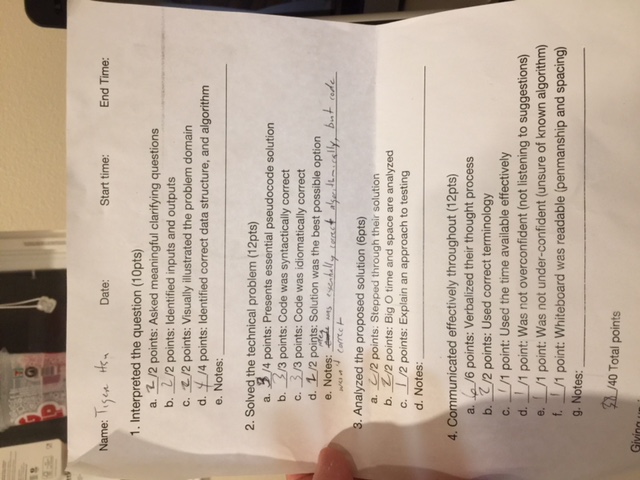 Name: Tiger Hsu Date: Start time: End Time:
1. Interpreted the question (10pts)
a. 2/2 points: Asked meaningful clarifying questions
b. 2/2 points: Identified inputs and outputs
c. 2/2 points: Visually illustrated the problem domain
d. 4/4 points: Identified correct data structure, and algorithm
e. Notes:
2. Solved the technical problem (12pts)
a. 3/4 points: Presents essential pseudocode solution
b. 3/3 points: Code was syntactically correct
c. 3/3 points: Code was idiomatically correct
d. 2/2 points: Solution was the best possible option
idea
e. Notes: was essentially correct algorithmically, but code
wasn't correct
3. Analyzed the proposed solution (6pts)
a. 2/2 points: Stepped through their solution
b. 2/2 points: Big O time and space are analyzed
c. 1/2 points: Explain an approach to testing
d. Notes:
4. Communicated effectively throughout (12pts)
a. 6/6 points: Verbalized their thought process
b. 2/2 points: Used correct terminology
c. 1/1 point: Used the time available effectively
d. 1/1 point: Was not overconfident (not listening to suggestions)
e. 1/1 point: Was not under-confident (unsure of known algorithm)
f. 1/1 point: Whiteboard was readable (penmanship and spacing)
g. Notes:
38/40 Total points
Giving